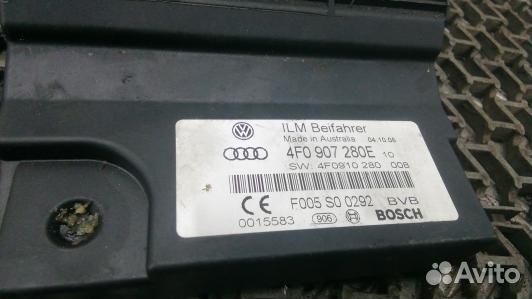 ILM Beifahrer
Made in Australia 04.10.06
4F0 907 280E 10
SW: 4F0910 280 008
F005 S0 0292 BVB
0015583 906 BOSCH
Avito